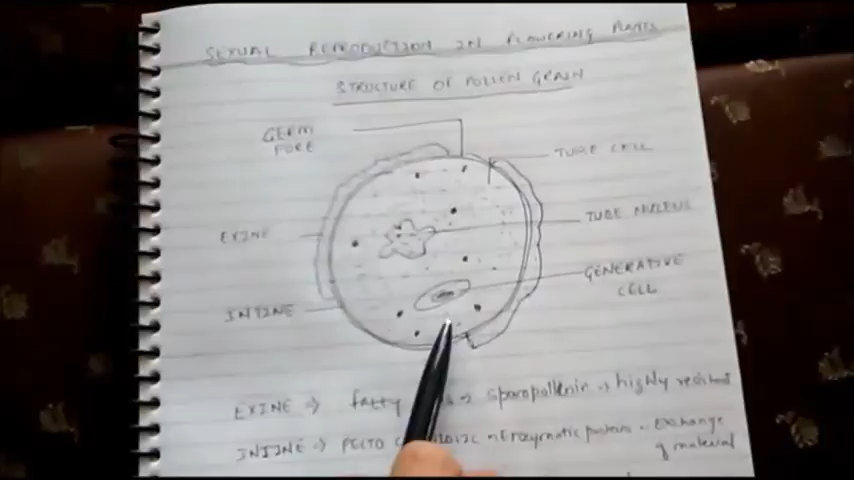 SEXUAL REPRODUCTION IN FLOWERING PLANTS
STRUCTURE OF POLLEN GRAIN
GERM
PORE
TUBE CELL
TUBE NUCLEUS
EXINE
GENERATIVE
CELL
INTINE
EXINE → fatty → sporopollenin → highly resistant
INTINE → PECTO → Enzymatic proteins → Exchange
of material